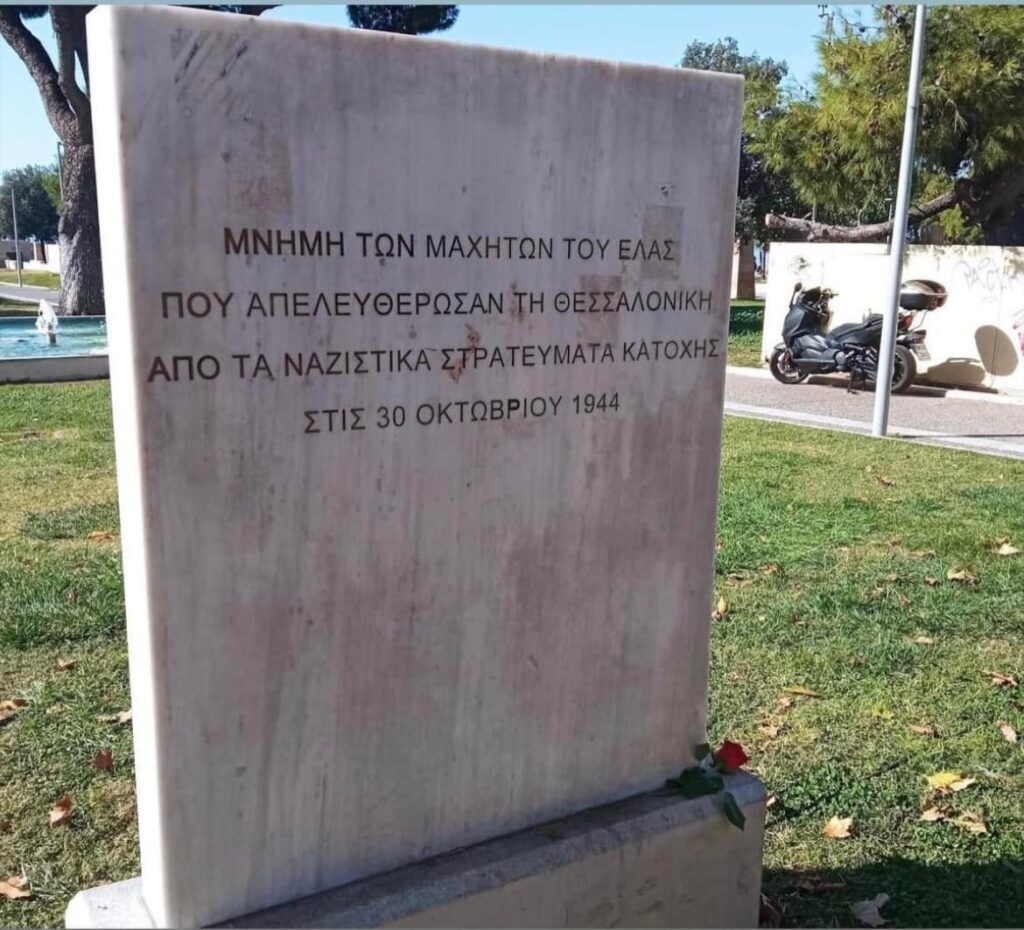 ΜΝΗΜΗ ΤΩΝ ΜΑΧΗΤΩΝ ΤΟΥ ΕΛΑΣ
ΠΟΥ ΑΠΕΛΕΥΘΕΡΩΣΑΝ ΤΗ ΘΕΣΣΑΛΟΝΙΚΗ
ΑΠΟ ΤΑ ΝΑΖΙΣΤΙΚΑ ΣΤΡΑΤΕΥΜΑΤΑ ΚΑΤΟΧΗΣ
ΣΤΙΣ 30 ΟΚΤΩΒΡΙΟΥ 1944